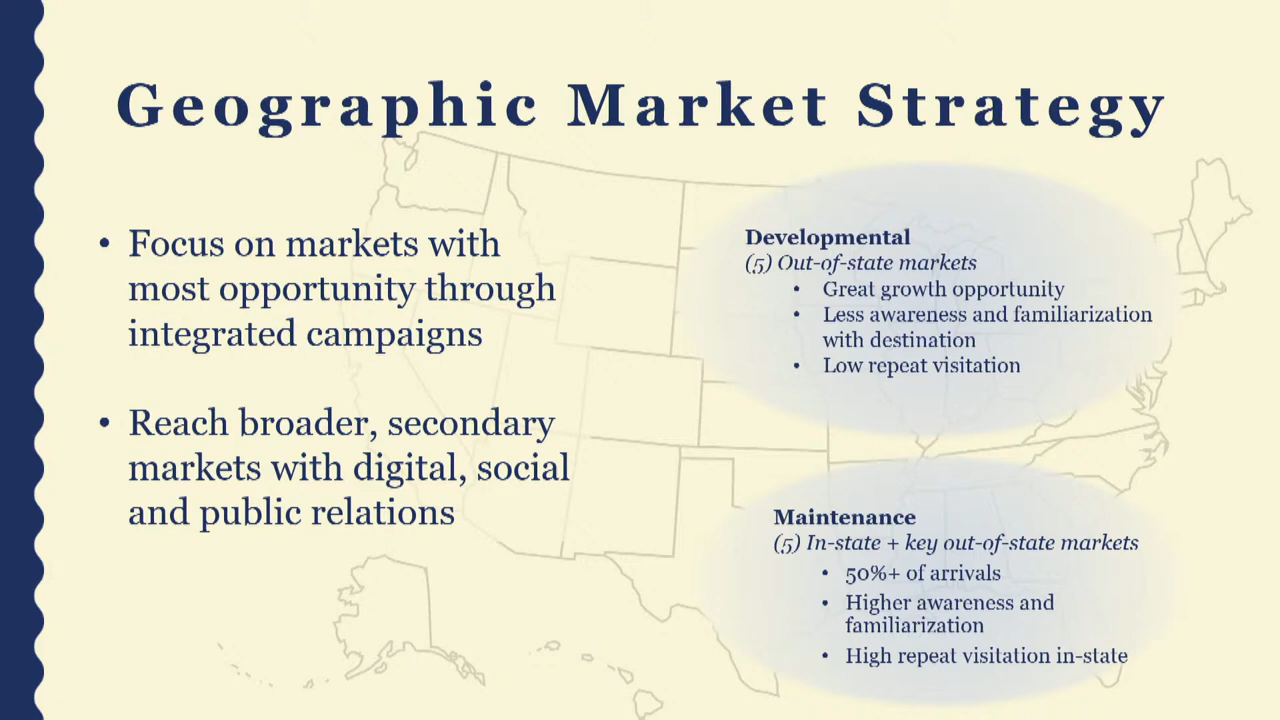 Geographic Market Strategy
• Focus on markets with
most opportunity through
integrated campaigns
• Reach broader, secondary
markets with digital, social
and public relations
Developmental
(5) Out-of-state markets
• Great growth opportunity
• Less awareness and familiarization
with destination
• Low repeat visitation
Maintenance
(5) In-state + key out-of-state markets
• 50%+ of arrivals
• Higher awareness and
familiarization
• High repeat visitation in-state